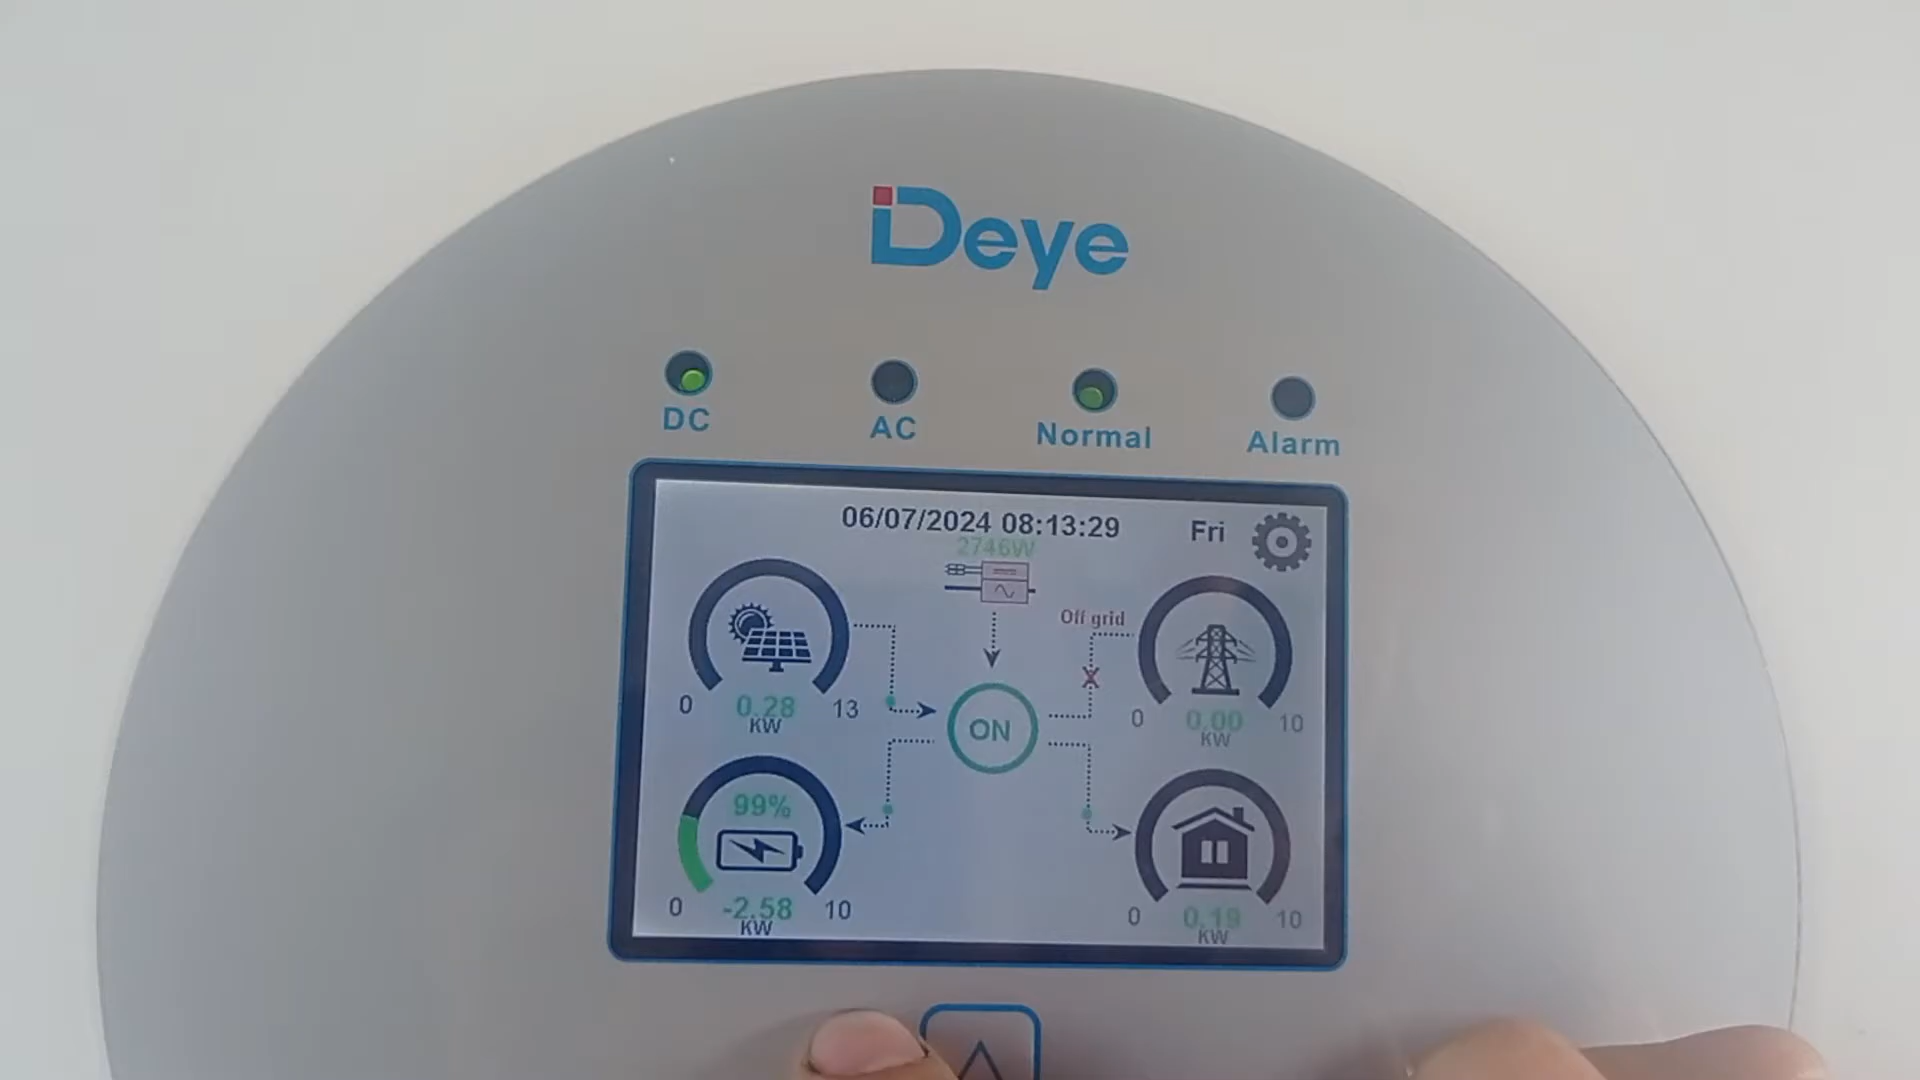 Deye
DC
AC
Normal
Alarm
06/07/2024 08:13:29
Fri
2746W
Off grid
0
0.28
13
KW
0
0.00
10
KW
ON
99%
0
-2.58
10
KW
0
0.19
10
KW